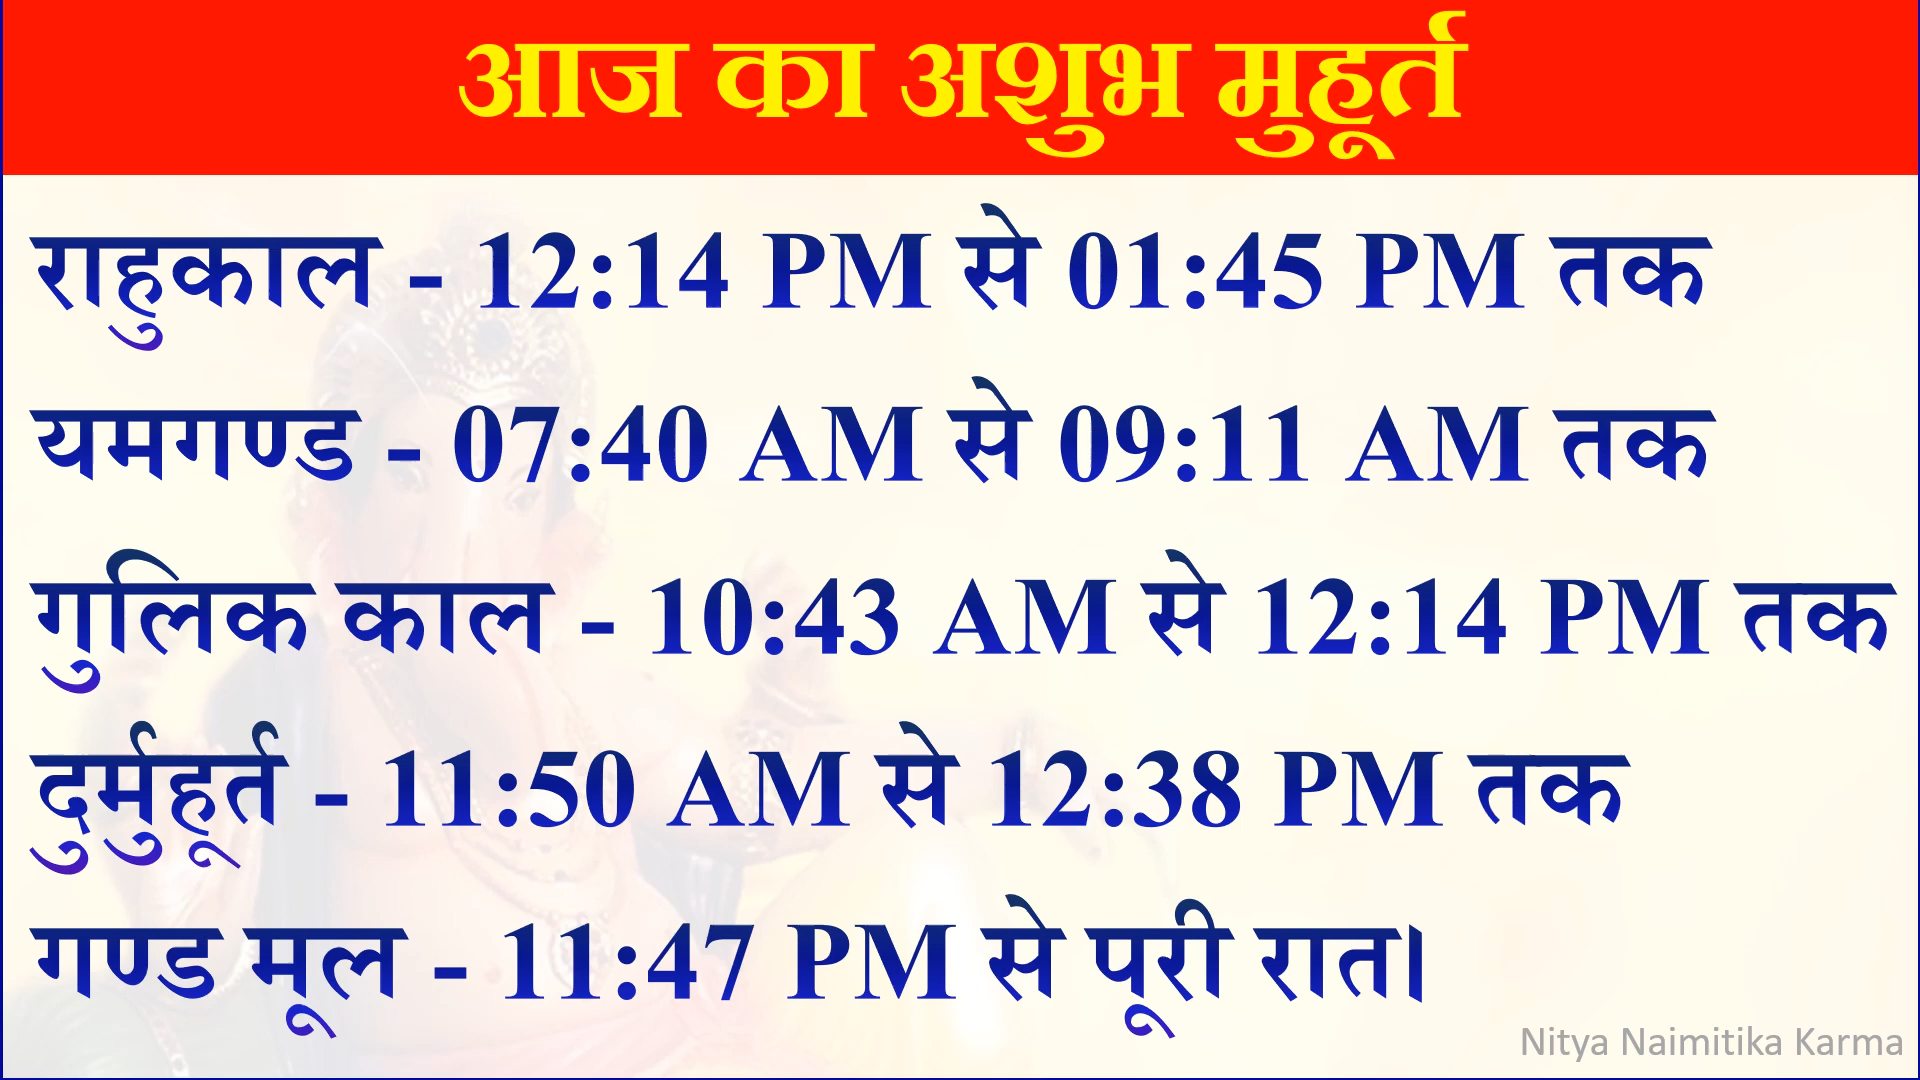 आज का अशुभ मुहूर्त
राहुकाल - 12:14 PM से 01:45 PM तक
यमगण्ड - 07:40 AM से 09:11 AM तक
गुलिक काल - 10:43 AM से 12:14 PM तक
दुर्मुहूर्त - 11:50 AM से 12:38 PM तक
गण्ड मूल - 11:47 PM से पूरी रात।
Nitya Naimitika Karma